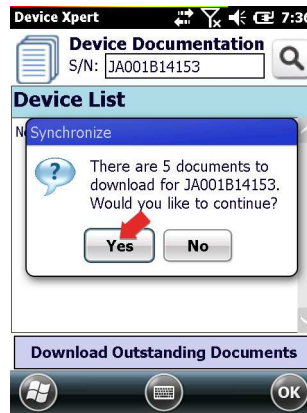 Device Xpert 7:30
Device Documentation
S/N: JA001B14153
Device List
Synchronize
There are 5 documents to
download for JA001B14153.
Would you like to continue?
Yes No
Download Outstanding Documents
OK